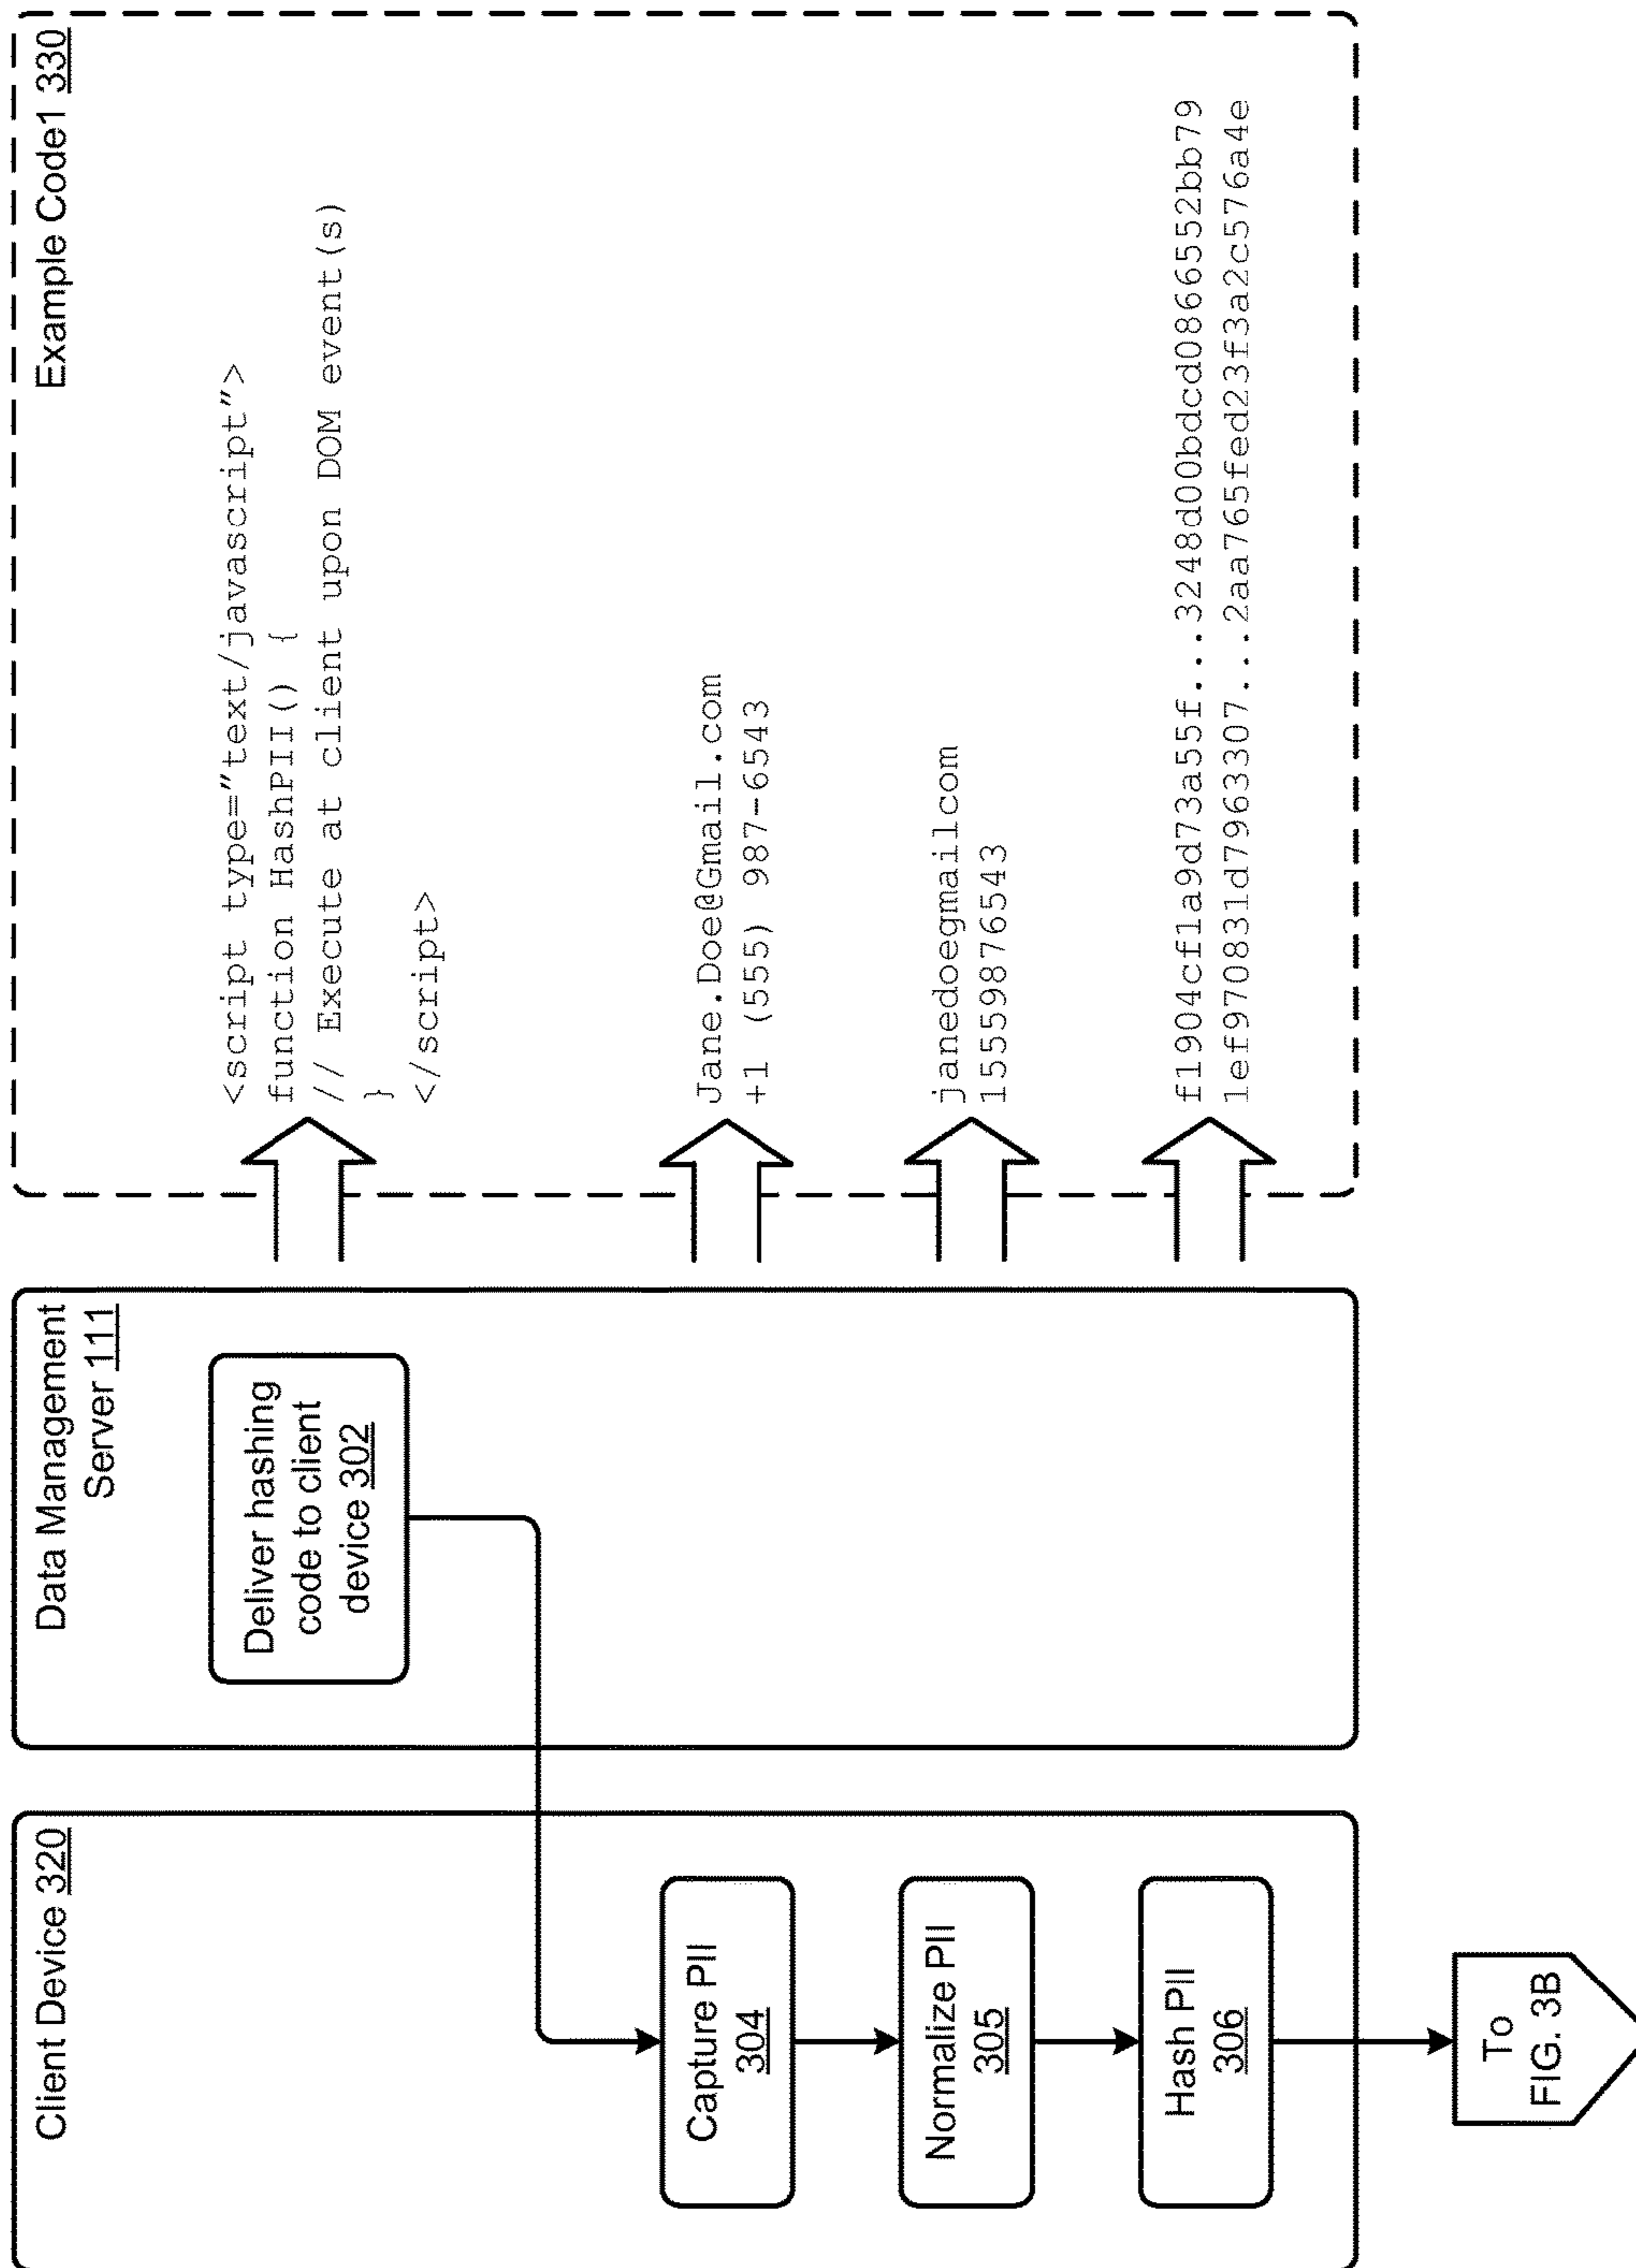 Client Device 320
Capture PII
304
Normalize PII
305
Hash PII
306
To
FIG. 3B
Data Management
Server 111
Deliver hashing
code to client
device 302
Example Code1 330
<script type="text/javascript">
function HashPII() {
// Execute at client upon DOM event(s)
}
</script>
Jane.Doe@Gmail.com
+1 (555) 987-6543
janedoegmailcom
15559876543
f1904cf1a9d73a55f...3248d00bdcd0866552bb79
1ef970831d7963307...2aa765fed23f3a2c576a4e